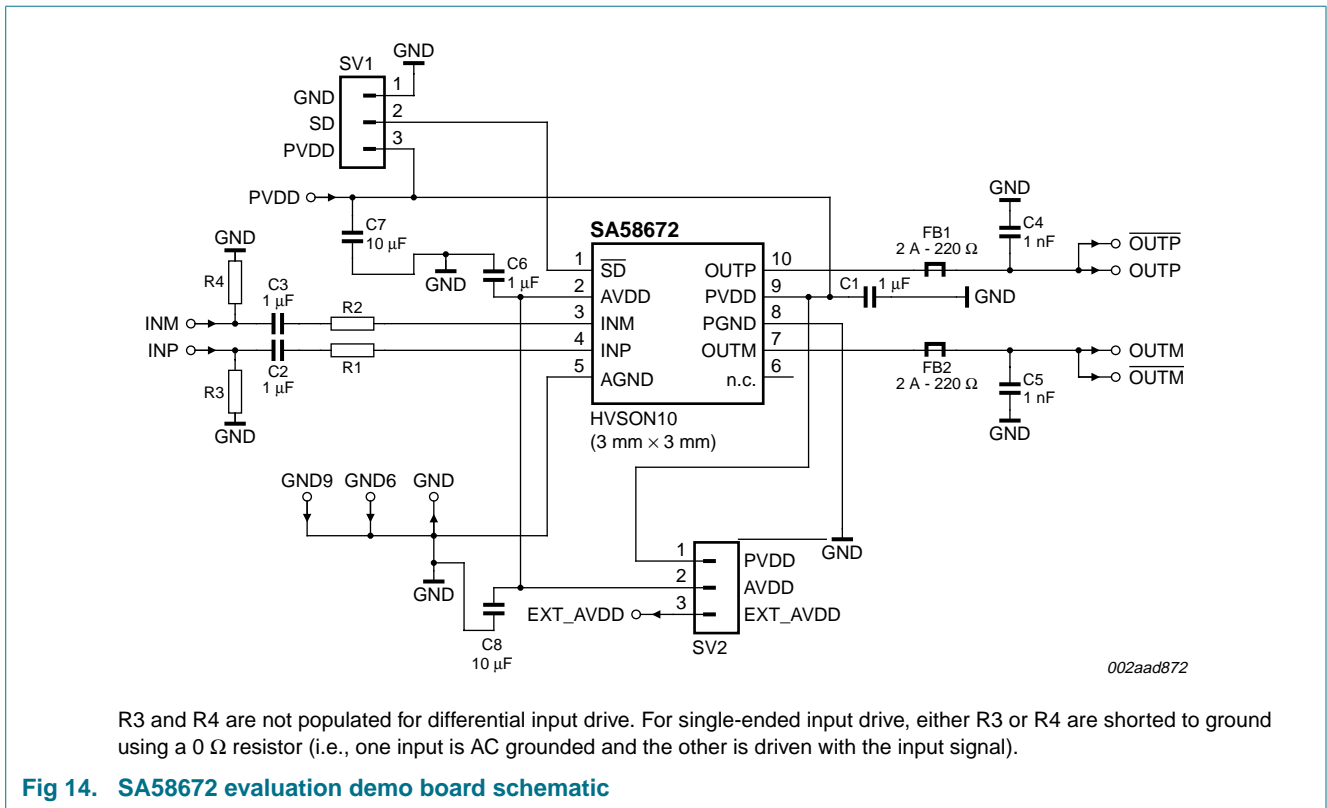 GND
SV1
1
GND
2
SD
3
PVDD
PVDD
C7
10 μF
GND
C6
1 μF
GND
R4
C3
1 μF
R2
INM
INP
C2
1 μF
R1
R3
GND
SA58672
1 SD OUTP 10
2 AVDD PVDD 9
3 INM PGND 8
4 INP OUTM 7
5 AGND n.c. 6
HVSON10
(3 mm × 3 mm)
GND
C4
1 nF
FB1
2 A - 220 Ω
OUTP
OUTP
C1 1 μF
GND
FB2
2 A - 220 Ω
OUTM
OUTM
C5
1 nF
GND
GND9 GND6 GND
GND
C8
10 μF
GND
1 PVDD
2 AVDD
3 EXT_AVDD
EXT_AVDD
SV2
002aad872
R3 and R4 are not populated for differential input drive. For single-ended input drive, either R3 or R4 are shorted to ground
using a 0 Ω resistor (i.e., one input is AC grounded and the other is driven with the input signal).
Fig 14. SA58672 evaluation demo board schematic